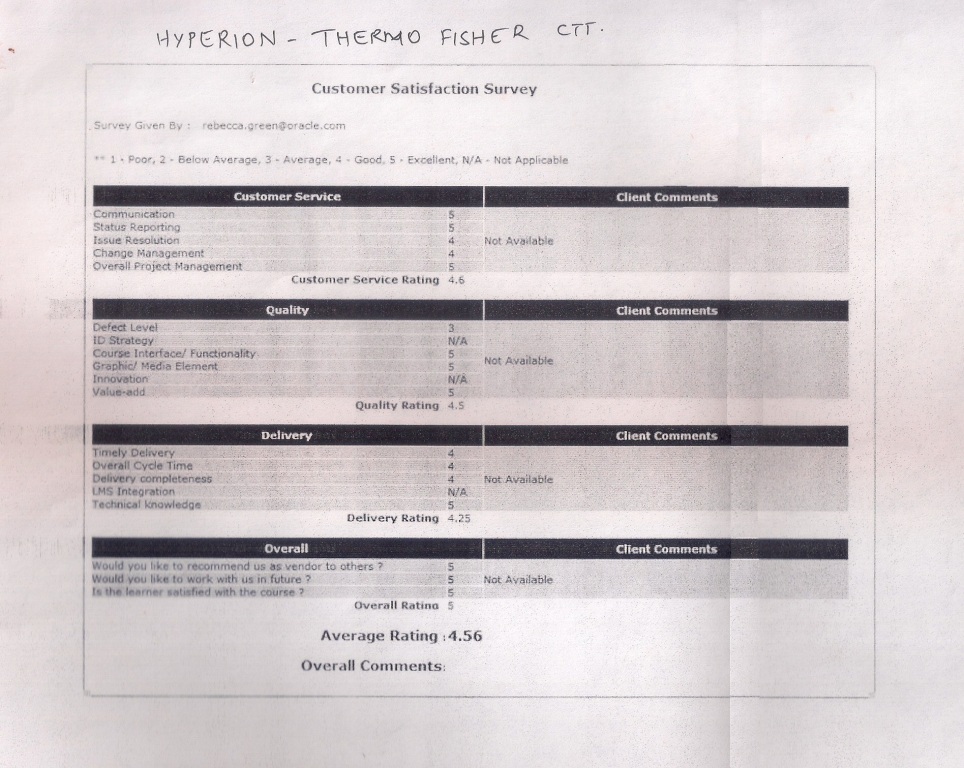 HYPERION - THERMO FISHER CTT.
Customer Satisfaction Survey
Survey Given By : rebecca.green@oracle.com
** 1 - Poor, 2 - Below Average, 3 - Average, 4 - Good, 5 - Excellent, N/A - Not Applicable
Customer Service Client Comments
Communication 5
Status Reporting 5
Issue Resolution 4 Not Available
Change Management 4
Overall Project Management 5
Customer Service Rating 4.6
Quality Client Comments
Defect Level 3
ID Strategy N/A
Course Interface/ Functionality 5
Not Available
Graphic/ Media Element 5
Innovation N/A
Value-add 5
Quality Rating 4.5
Delivery Client Comments
Timely Delivery 4
Overall Cycle Time 4
Delivery completeness 4 Not Available
LMS Integration N/A
Technical knowledge 5
Delivery Rating 4.25
Overall Client Comments
Would you like to recommend us as vendor to others ? 5
Would you like to work with us in future ? 5 Not Available
Is the learner satisfied with the course ? 5
Overall Rating 5
Average Rating :4.56
Overall Comments: